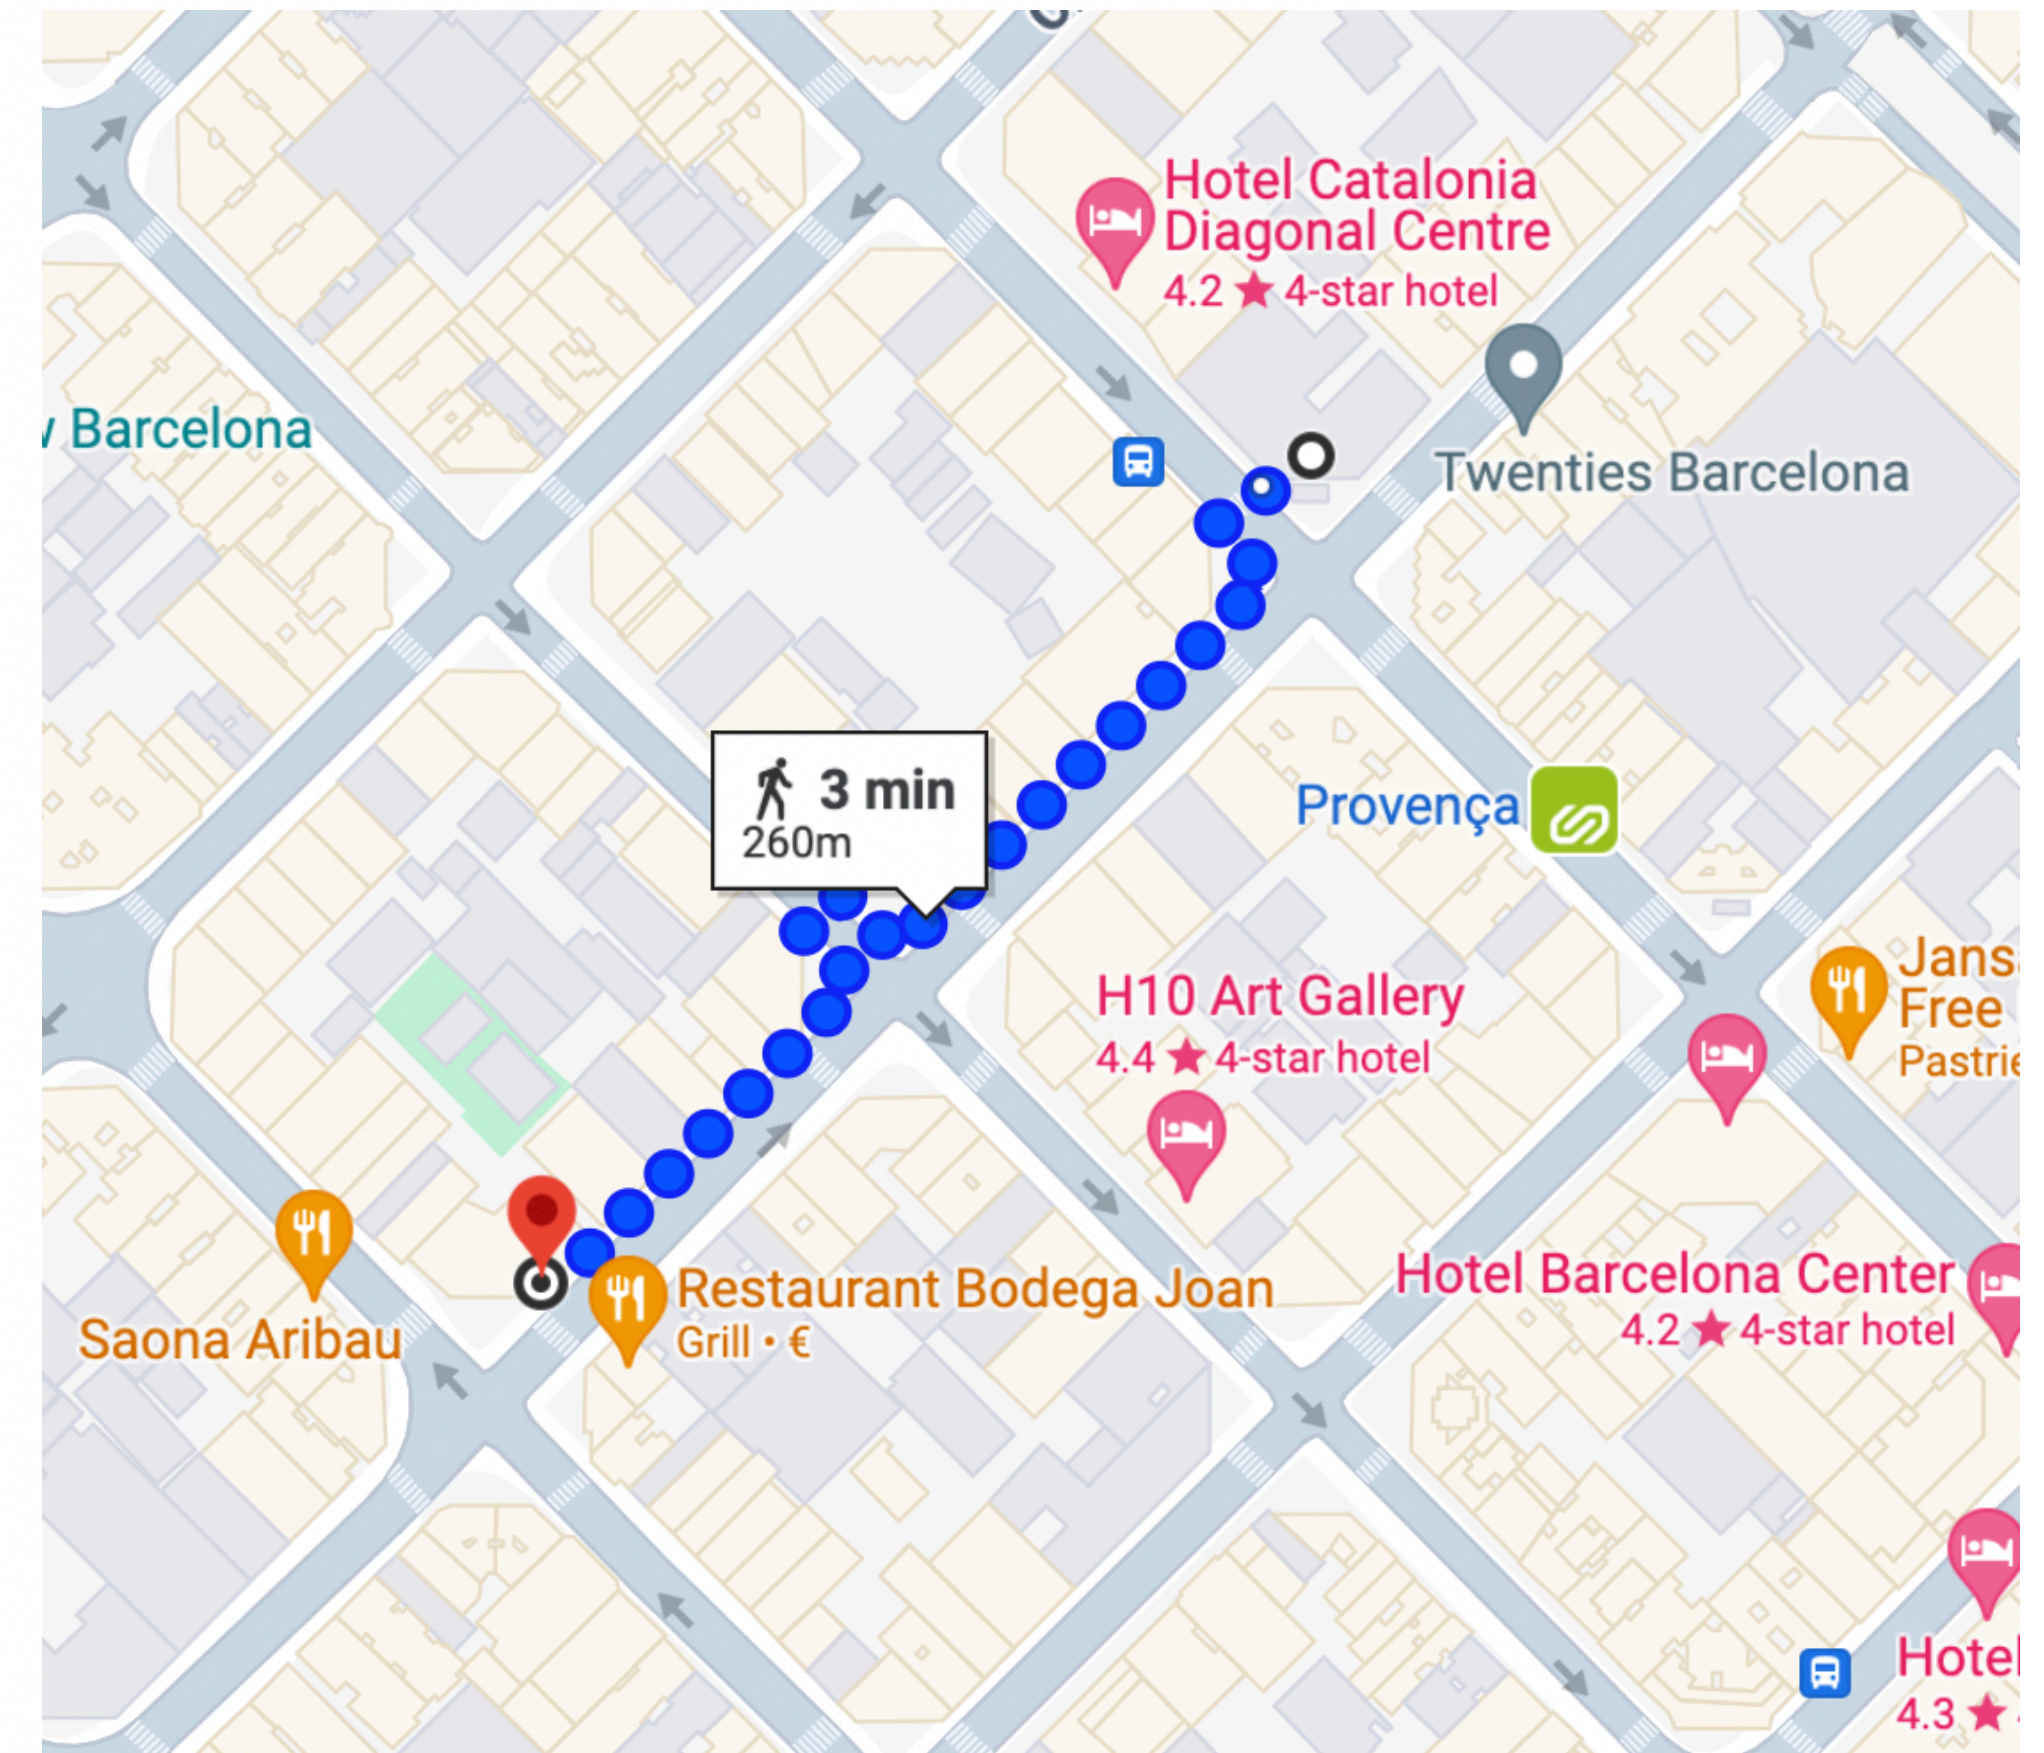 Hotel Catalonia
Diagonal Centre
4.2 ★ 4-star hotel
Barcelona
Twenties Barcelona
3 min
260m
Provença
Jans
Free
Pastrie
H10 Art Gallery
4.4 ★ 4-star hotel
Restaurant Bodega Joan
Grill • €
Saona Aribau
Hotel Barcelona Center
4.2 ★ 4-star hotel
Hotel
4.3 ★